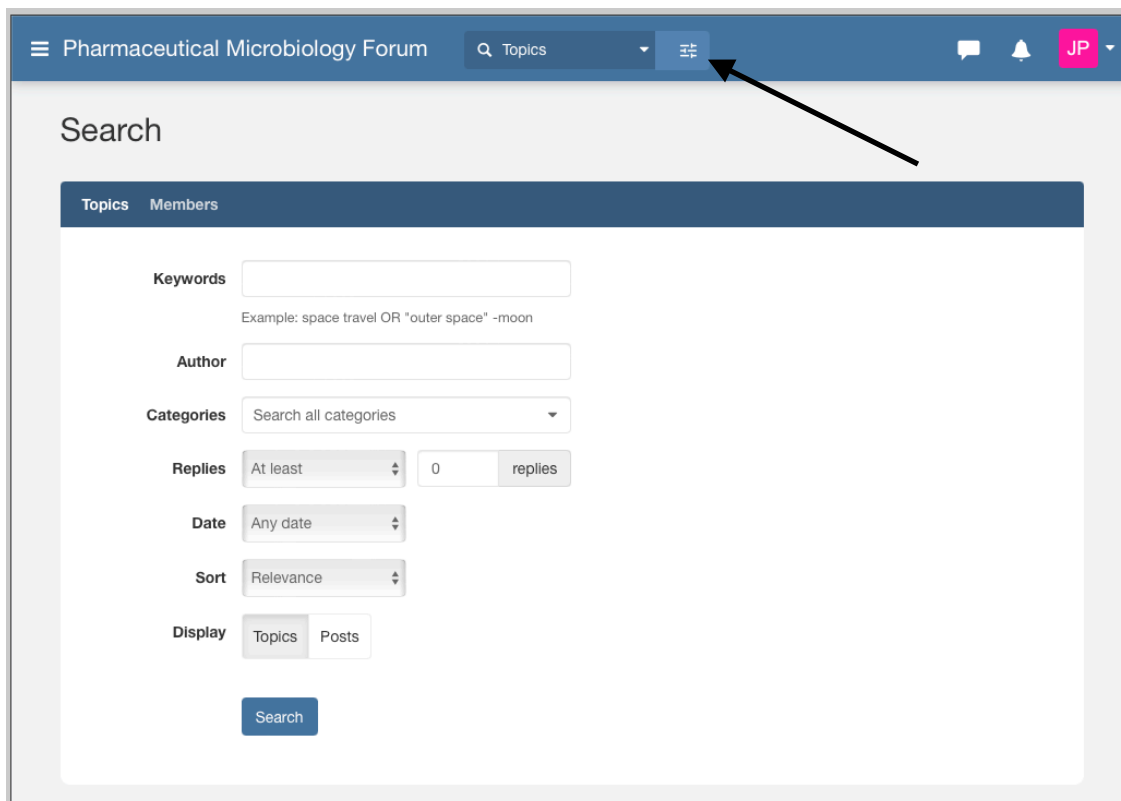 Pharmaceutical Microbiology Forum Topics JP
Search
Topics Members
Keywords
Example: space travel OR "outer space" -moon
Author
Categories Search all categories
Replies At least 0 replies
Date Any date
Sort Relevance
Display Topics Posts
Search